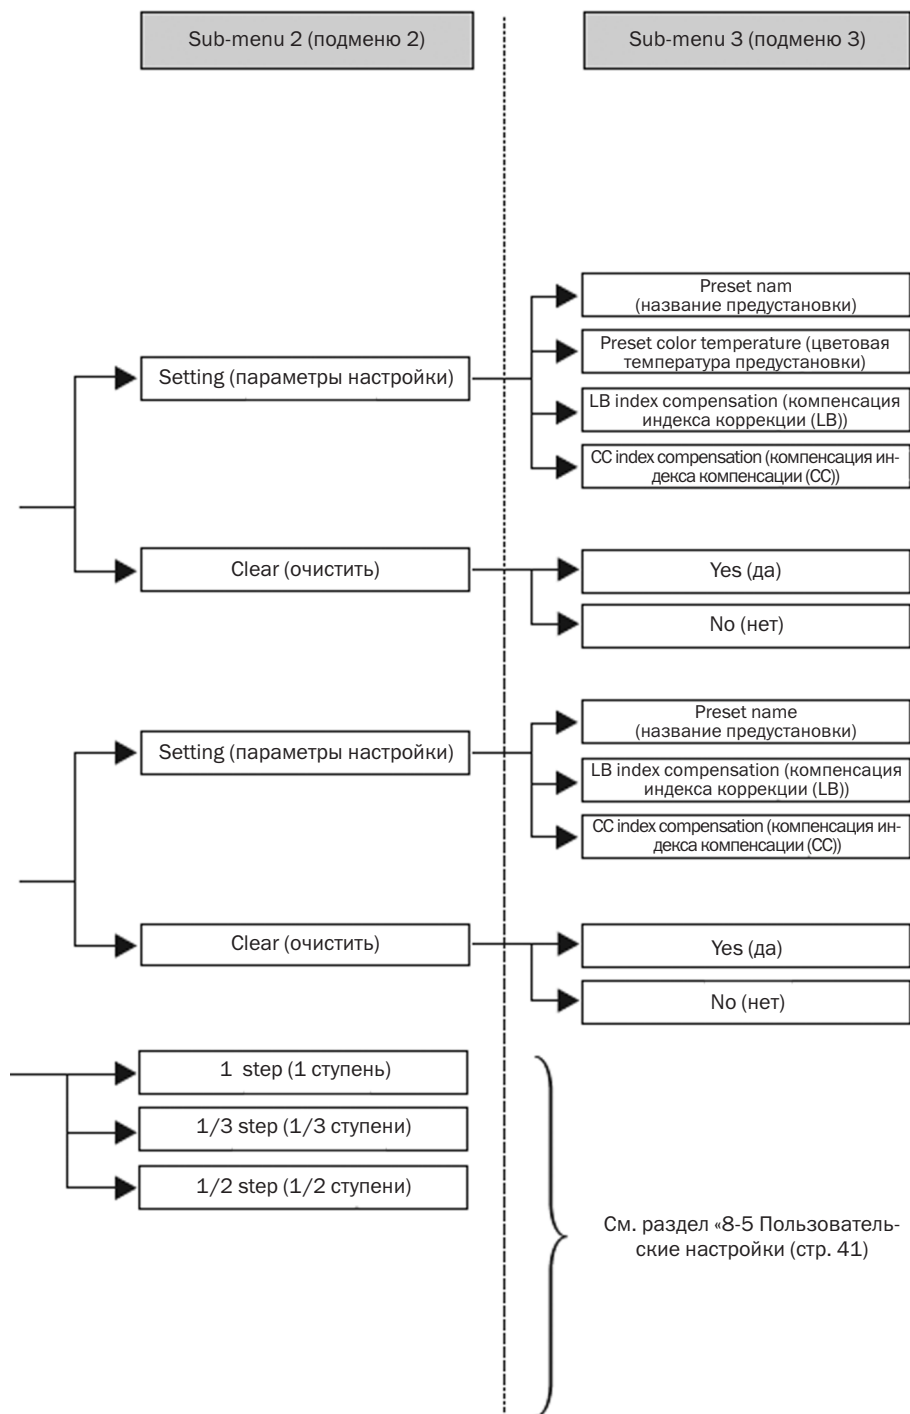 Sub-menu 2 (подменю 2)
Sub-menu 3 (подменю 3)
Setting (параметры настройки)
Preset nam
(название предустановки)
Preset color temperature (цветовая
температура предустановки)
LB index compensation (компенсация
индекса коррекции (LB))
CC index compensation (компенсация ин-
декса компенсации (CC))
Clear (очистить)
Yes (да)
No (нет)
Setting (параметры настройки)
Preset name
(название предустановки)
LB index compensation (компенсация
индекса коррекции (LB))
CC index compensation (компенсация ин-
декса компенсации (CC))
Clear (очистить)
Yes (да)
No (нет)
1  step (1 ступень)
1/3 step (1/3 ступени)
1/2 step (1/2 ступени)
См. раздел «8-5 Пользователь-
ские настройки (стр. 41)